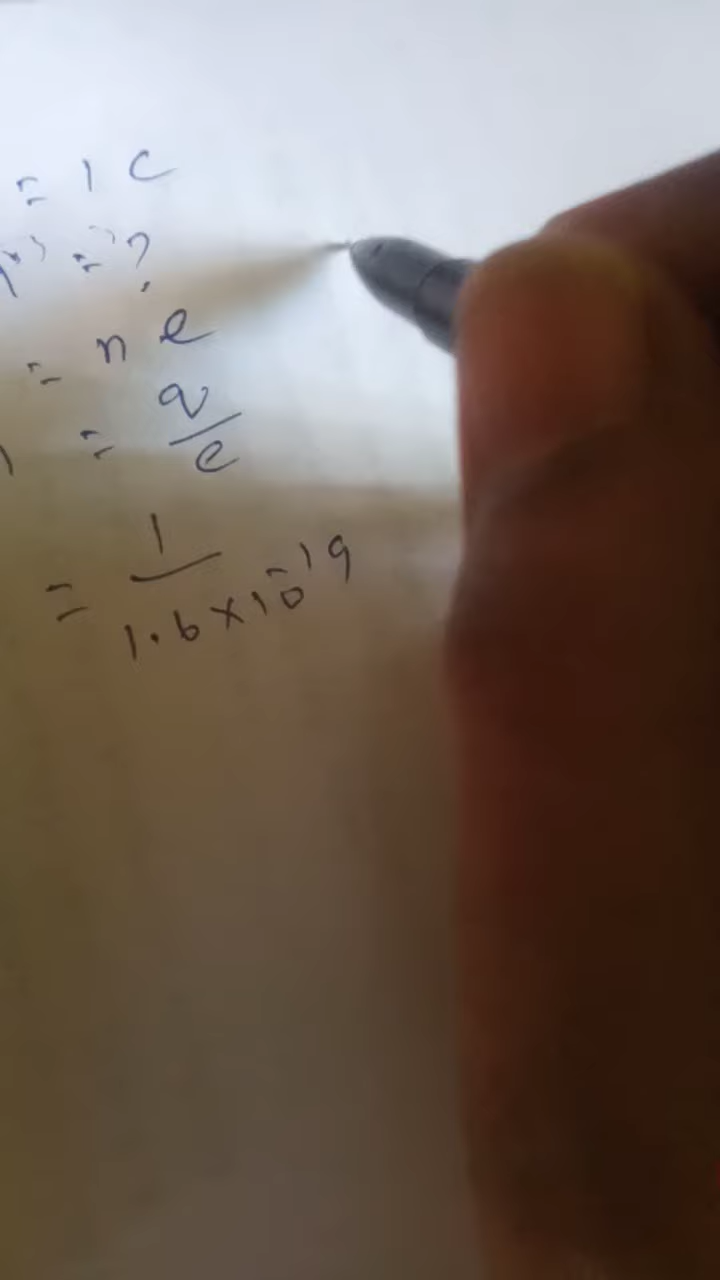 = 1 C
= ?
= n e
= q/e
= 1/1.6×10^-19